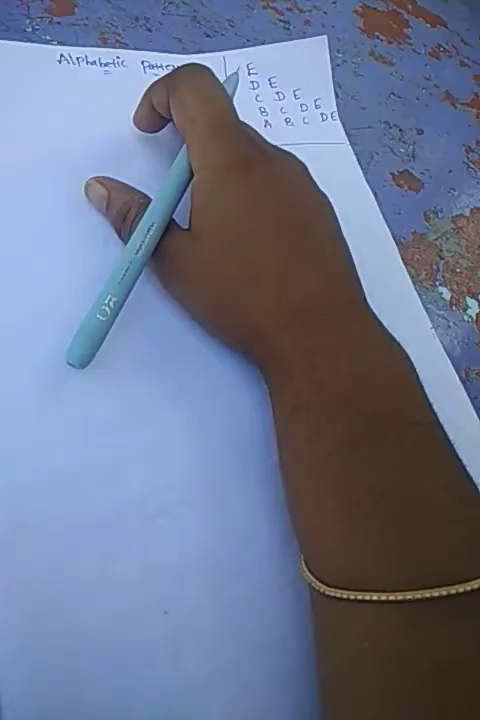 Alphabetic
E
D E
C D E
B C D E
A B C D E